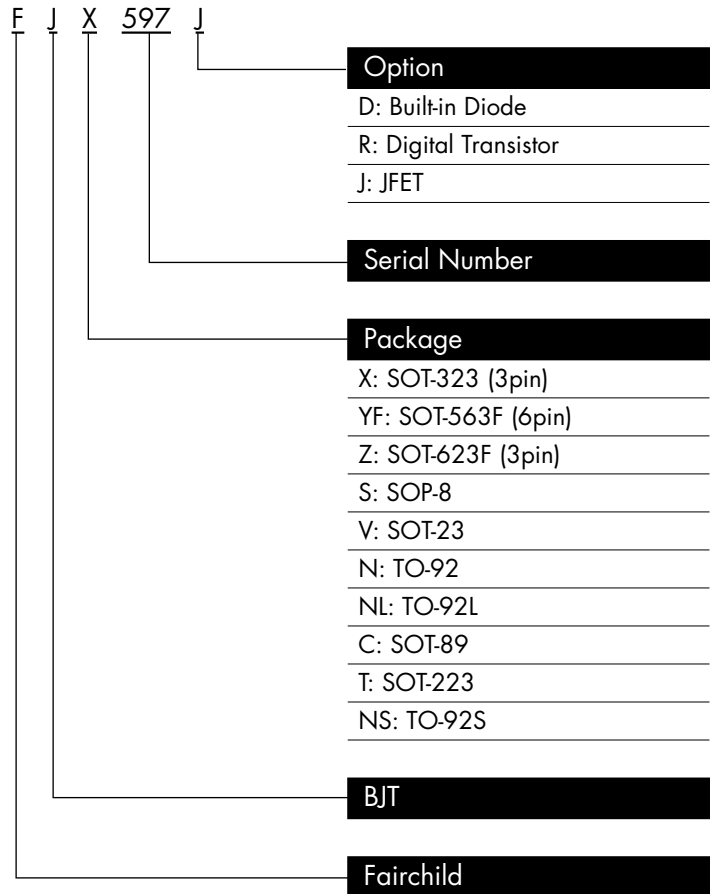 F J X 597 J
Option
D: Built-in Diode
R: Digital Transistor
J: JFET
Serial Number
Package
X: SOT-323 (3pin)
YF: SOT-563F (6pin)
Z: SOT-623F (3pin)
S: SOP-8
V: SOT-23
N: TO-92
NL: TO-92L
C: SOT-89
T: SOT-223
NS: TO-92S
BJT
Fairchild